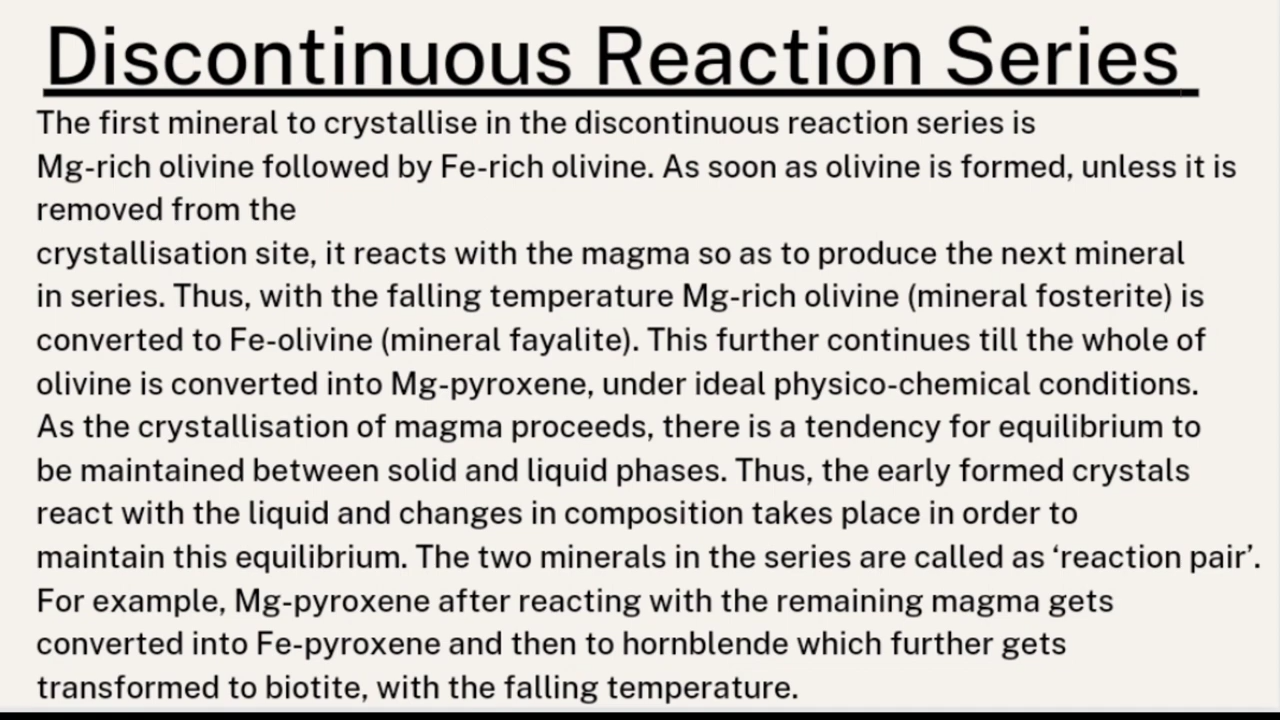 Discontinuous Reaction Series
The first mineral to crystallise in the discontinuous reaction series is
Mg-rich olivine followed by Fe-rich olivine. As soon as olivine is formed, unless it is
removed from the
crystallisation site, it reacts with the magma so as to produce the next mineral
in series. Thus, with the falling temperature Mg-rich olivine (mineral fosterite) is
converted to Fe-olivine (mineral fayalite). This further continues till the whole of
olivine is converted into Mg-pyroxene, under ideal physico-chemical conditions.
As the crystallisation of magma proceeds, there is a tendency for equilibrium to
be maintained between solid and liquid phases. Thus, the early formed crystals
react with the liquid and changes in composition takes place in order to
maintain this equilibrium. The two minerals in the series are called as ‘reaction pair’.
For example, Mg-pyroxene after reacting with the remaining magma gets
converted into Fe-pyroxene and then to hornblende which further gets
transformed to biotite, with the falling temperature.